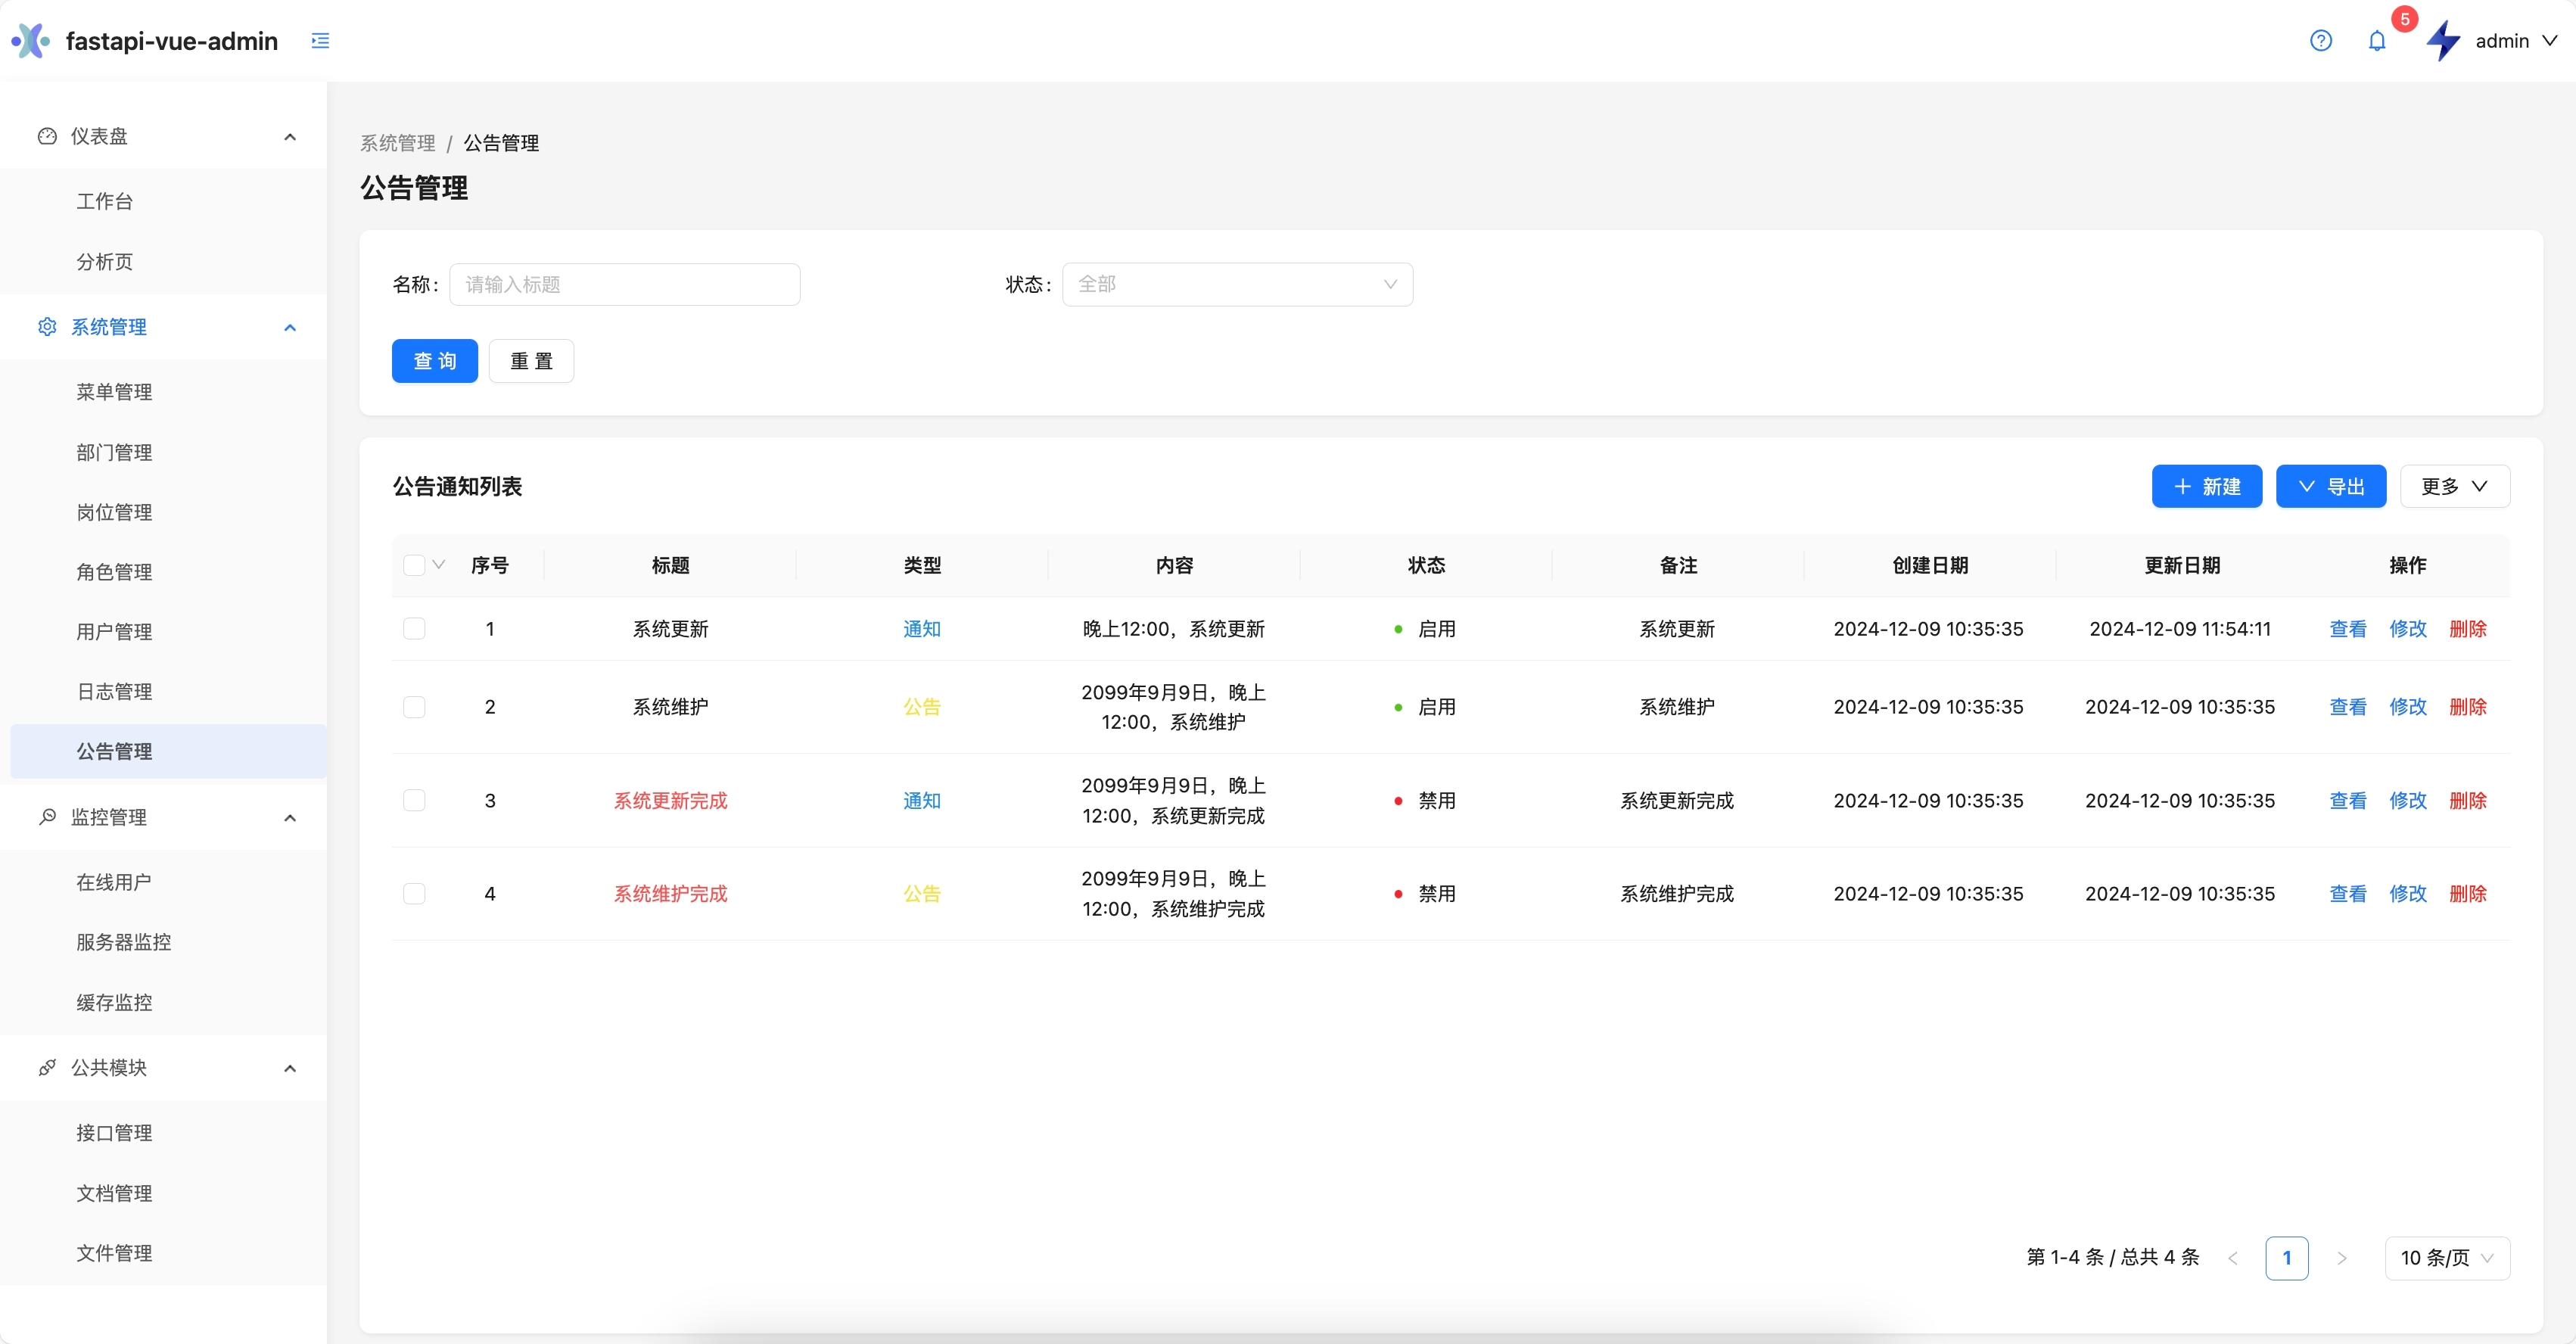 fastapi-vue-admin
5
admin
仪表盘
工作台
分析页
系统管理
菜单管理
部门管理
岗位管理
角色管理
用户管理
日志管理
公告管理
监控管理
在线用户
服务器监控
缓存监控
公共模块
接口管理
文档管理
文件管理
系统管理 / 公告管理
公告管理
名称： 请输入标题 状态： 全部
查 询 重 置
公告通知列表 新建 导出 更多
序号 标题 类型 内容 状态 备注 创建日期 更新日期 操作
1 系统更新 通知 晚上12:00，系统更新 启用 系统更新 2024-12-09 10:35:35 2024-12-09 11:54:11 查看 修改 删除
2 系统维护 公告 2099年9月9日，晚上
12:00，系统维护 启用 系统维护 2024-12-09 10:35:35 2024-12-09 10:35:35 查看 修改 删除
3 系统更新完成 通知 2099年9月9日，晚上
12:00，系统更新完成 禁用 系统更新完成 2024-12-09 10:35:35 2024-12-09 10:35:35 查看 修改 删除
4 系统维护完成 公告 2099年9月9日，晚上
12:00，系统维护完成 禁用 系统维护完成 2024-12-09 10:35:35 2024-12-09 10:35:35 查看 修改 删除
第 1-4 条 / 总共 4 条 1 10 条/页